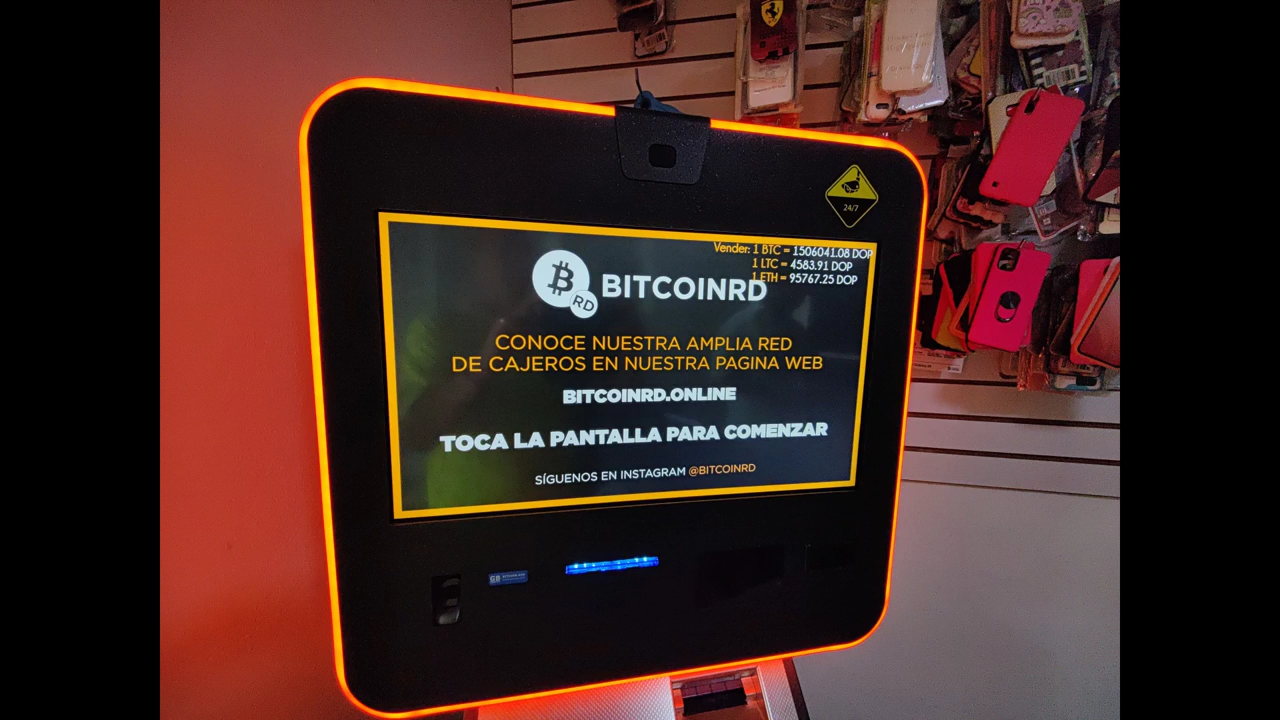 24/7
Vender: 1 BTC = 1506041.08 DOP
1 LTC = 4583.91 DOP
1 ETH = 95767.25 DOP
RD
BITCOINRD
CONOCE NUESTRA AMPLIA RED
DE CAJEROS EN NUESTRA PAGINA WEB
BITCOINRD.ONLINE
TOCA LA PANTALLA PARA COMENZAR
SÍGUENOS EN INSTAGRAM @BITCOINRD
GB